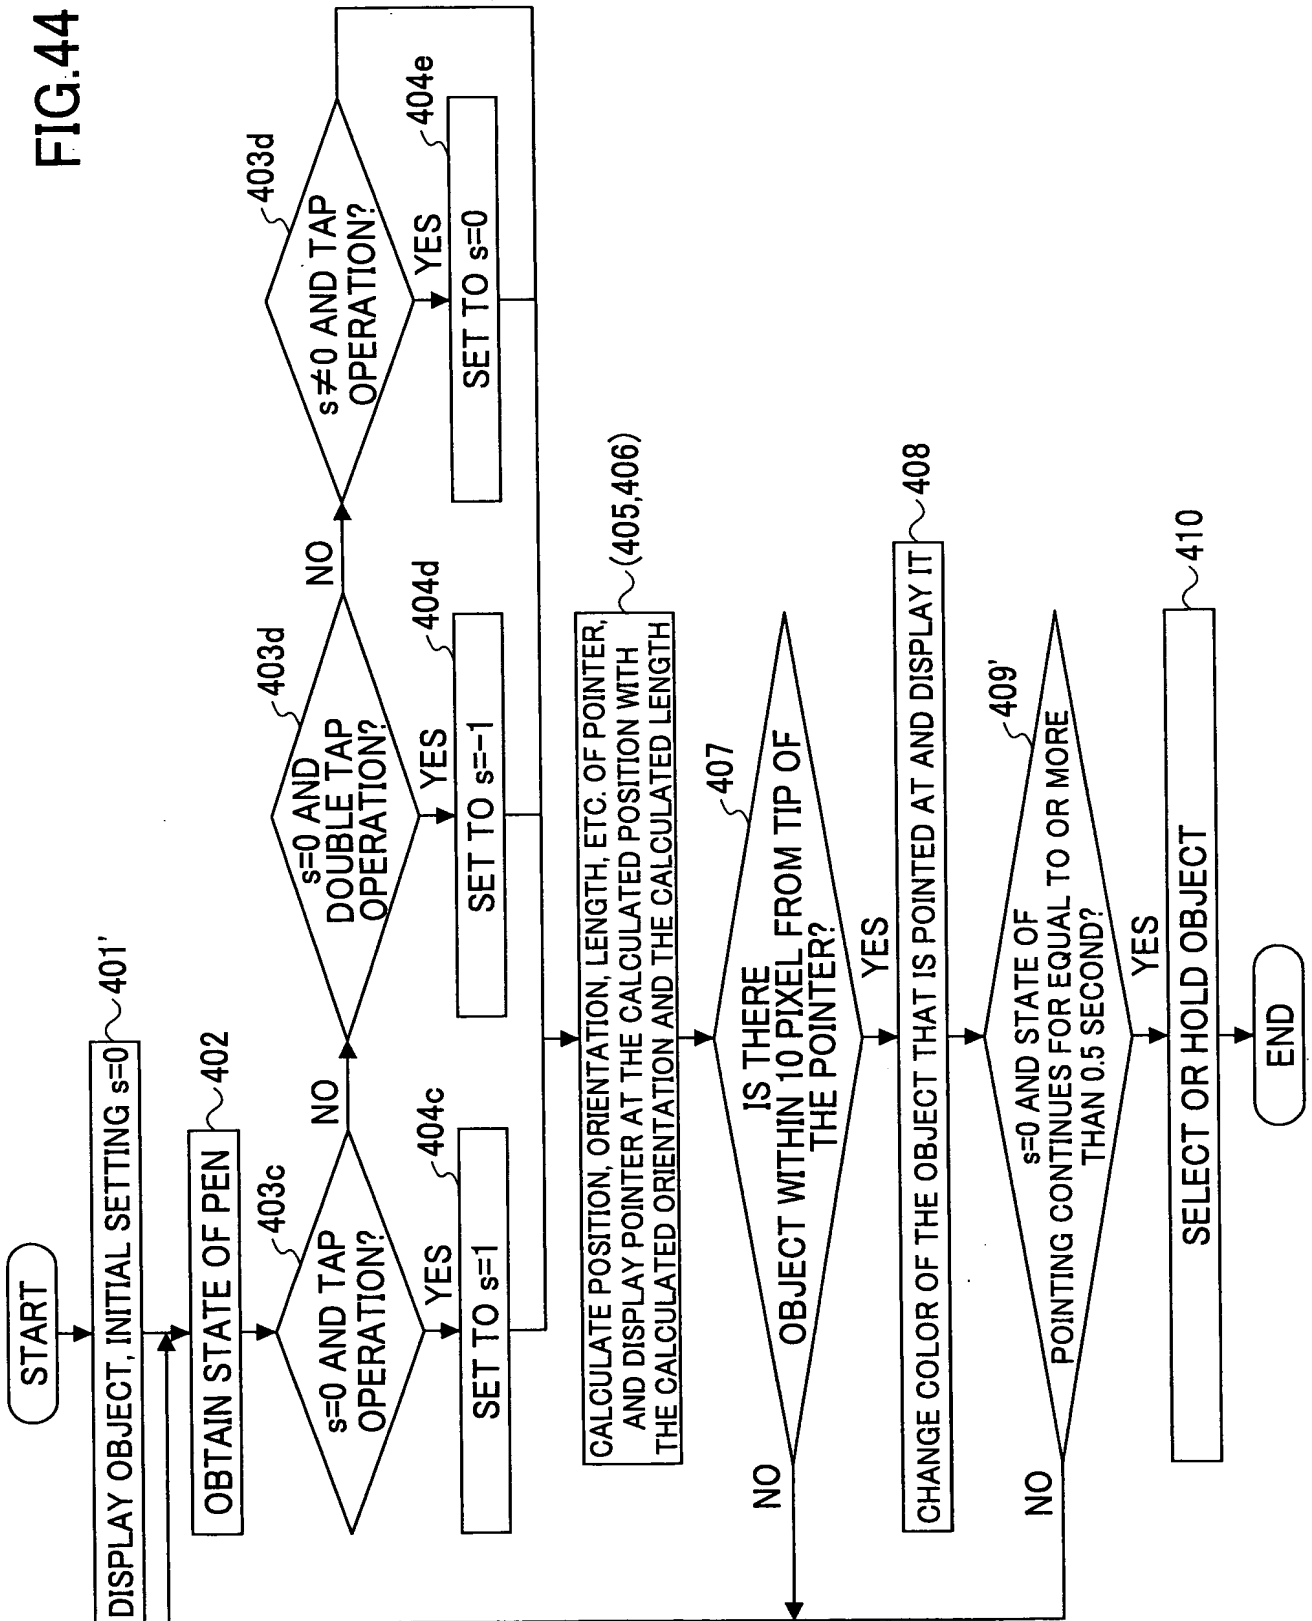 FIG.44
START
DISPLAY OBJECT, INITIAL SETTING s=0
401'
OBTAIN STATE OF PEN
402
s=0 AND TAP
OPERATION?
403c
NO
YES
SET TO s=1
404c
s=0 AND
DOUBLE TAP
OPERATION?
403d
NO
YES
SET TO s=-1
404d
s≠0 AND TAP
OPERATION?
403d
YES
SET TO s=0
404e
CALCULATE POSITION, ORIENTATION, LENGTH, ETC. OF POINTER,
AND DISPLAY POINTER AT THE CALCULATED POSITION WITH
THE CALCULATED ORIENTATION AND THE CALCULATED LENGTH
(405,406)
IS THERE
OBJECT WITHIN 10 PIXEL FROM TIP OF
THE POINTER?
407
NO
YES
CHANGE COLOR OF THE OBJECT THAT IS POINTED AT AND DISPLAY IT
408
s=0 AND STATE OF
POINTING CONTINUES FOR EQUAL TO OR MORE
THAN 0.5 SECOND?
409'
NO
YES
SELECT OR HOLD OBJECT
410
END